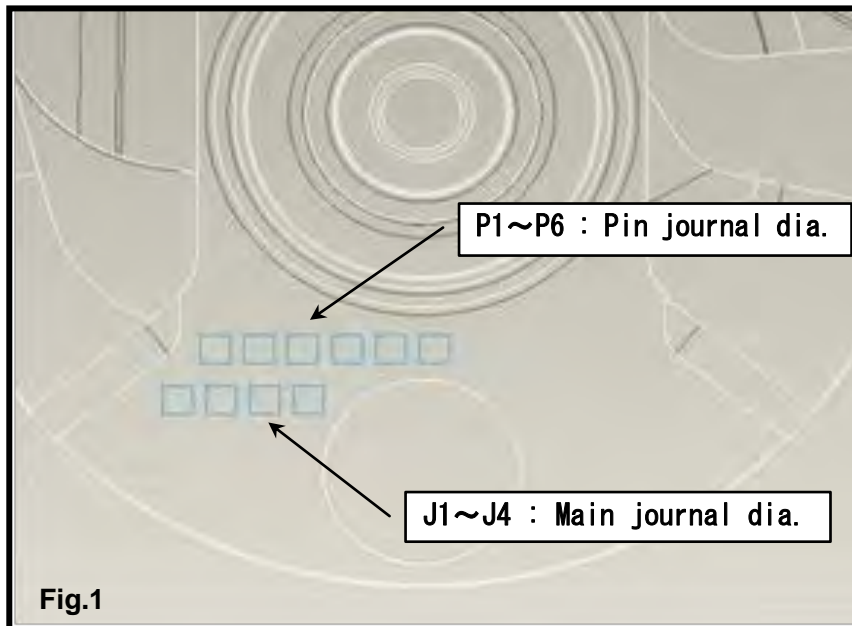 P1～P6 : Pin journal dia.
J1～J4 : Main journal dia.
Fig.1